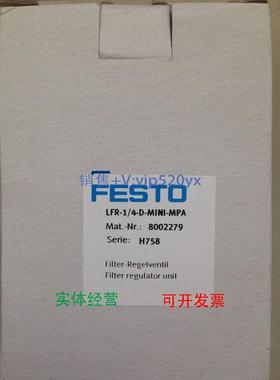 销售+V:vip520yx
FESTO
LFR-1/4-D-MINI-MPA
Mat.-Nr.: 8002279
Serie: H758
Filter-Regelventil
Filter regulator unit
实体经营 可开发票